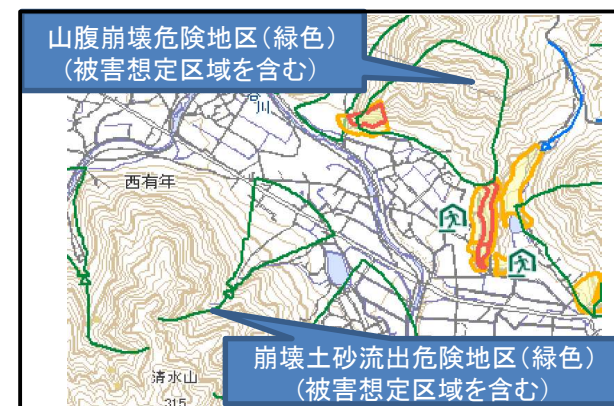 山腹崩壊危険地区(緑色)
(被害想定区域を含む)
川
西有年
崩壊土砂流出危険地区(緑色)
(被害想定区域を含む)
清水山
315